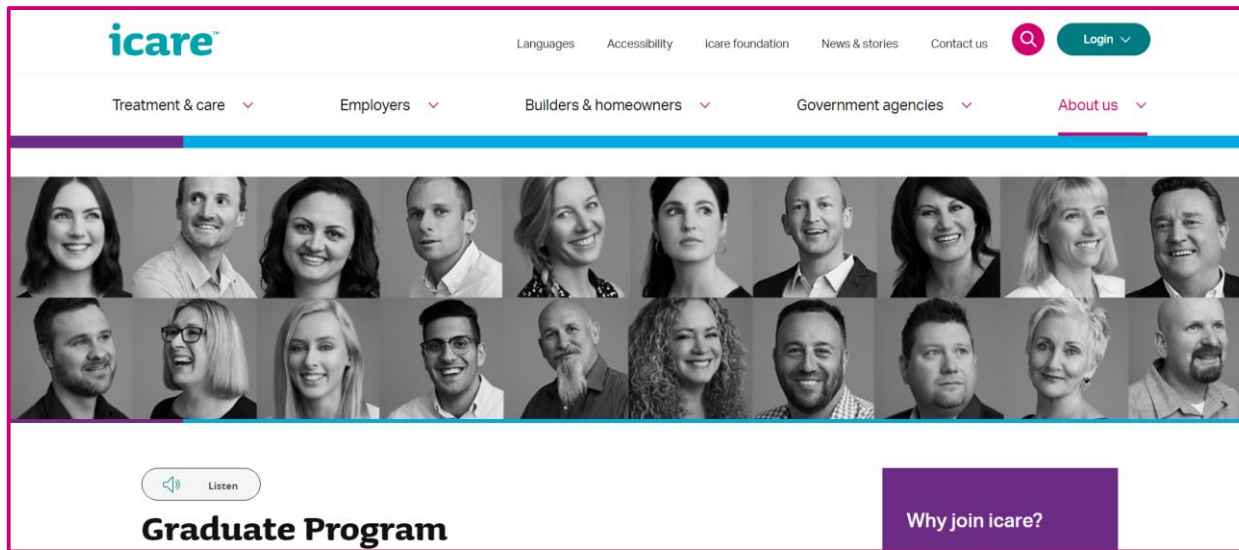 icare™
Languages Accessibility icare foundation News & stories Contact us Login
Treatment & care Employers Builders & homeowners Government agencies About us
Listen
Graduate Program
Why join icare?